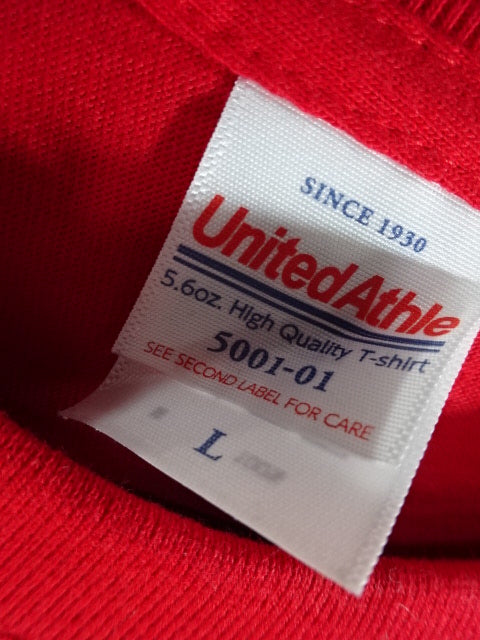 SINCE 1930
UnitedAthle
5.6oz. High Quality T-shirt
5001-01
SEE SECOND LABEL FOR CARE
L